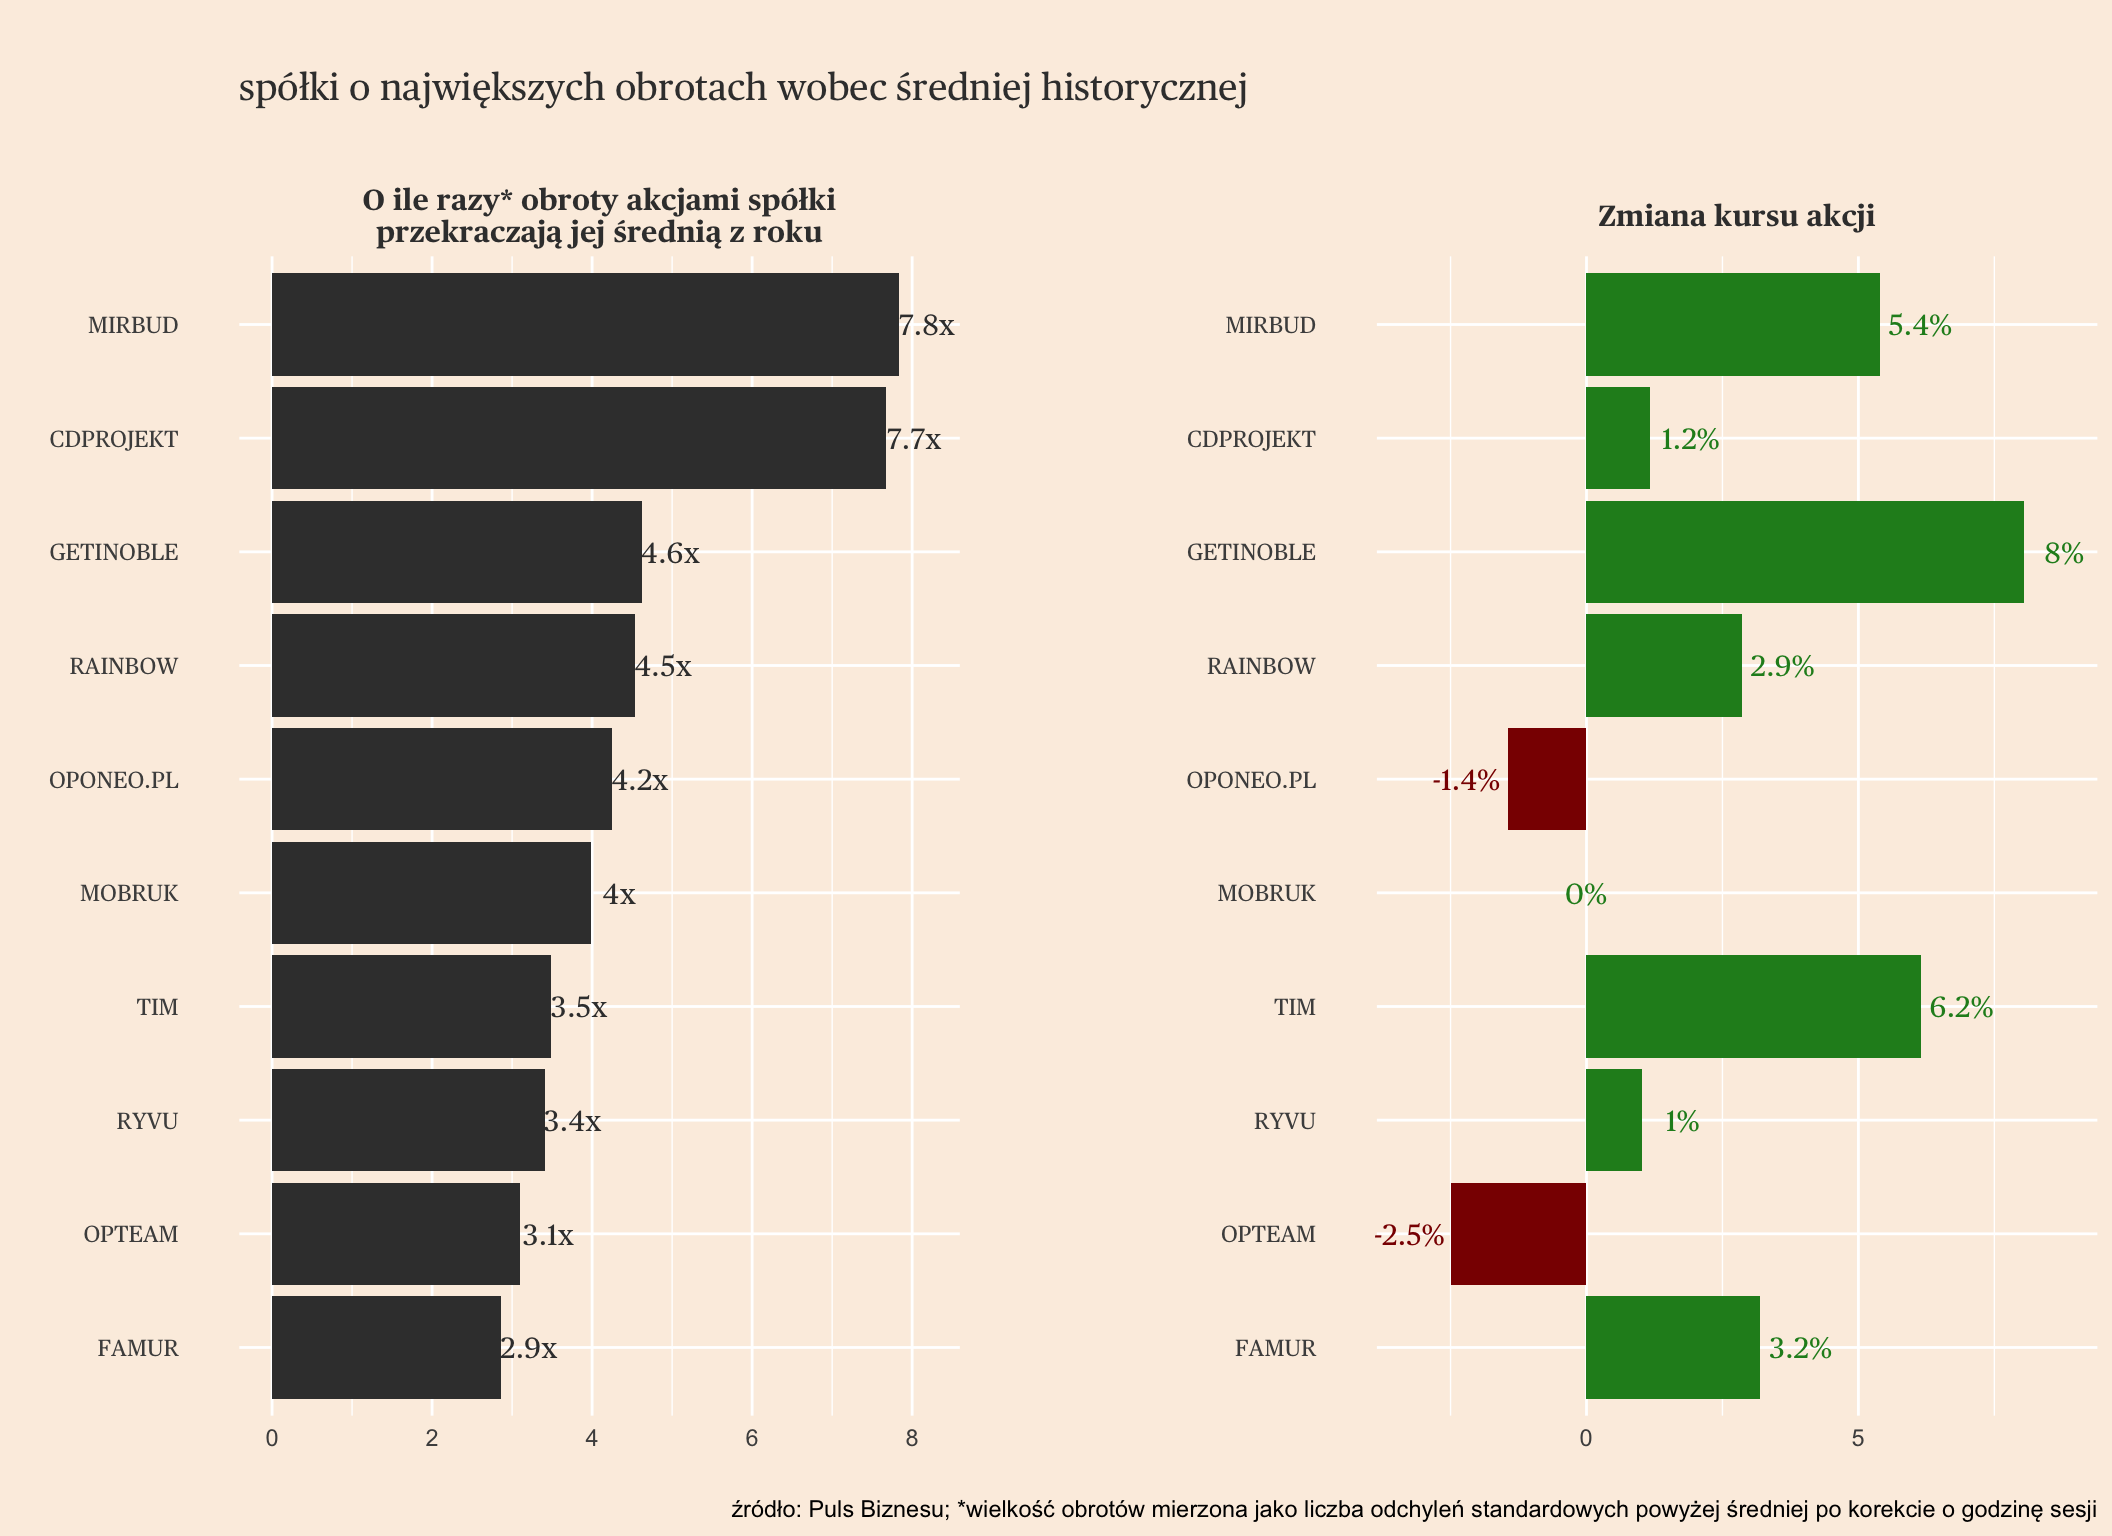 spółki o największych obrotach wobec średniej historycznej
O ile razy* obroty akcjami spółki
przekraczają jej średnią z roku
MIRBUD 7.8x
CDPROJEKT 7.7x
GETINOBLE 4.6x
RAINBOW 4.5x
OPONEO.PL 4.2x
MOBRUK 4x
TIM 3.5x
RYVU 3.4x
OPTEAM 3.1x
FAMUR 2.9x
0 2 4 6 8
Zmiana kursu akcji
MIRBUD 5.4%
CDPROJEKT 1.2%
GETINOBLE 8%
RAINBOW 2.9%
OPONEO.PL -1.4%
MOBRUK 0%
TIM 6.2%
RYVU 1%
OPTEAM -2.5%
FAMUR 3.2%
0 5
źródło: Puls Biznesu; *wielkość obrotów mierzona jako liczba odchyleń standardowych powyżej średniej po korekcie o godzinę sesji